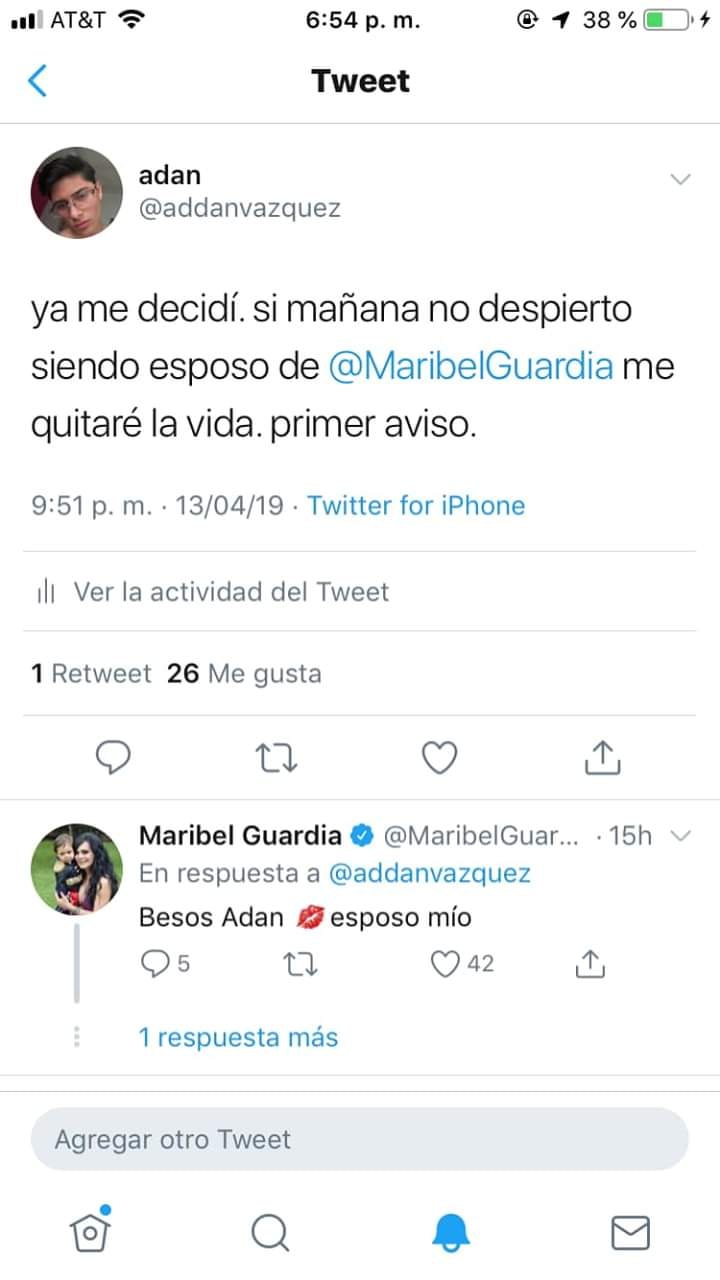 AT&T 6:54 p. m. 38 %
Tweet
adan
@addanvazquez
ya me decidí. si mañana no despierto
siendo esposo de @MaribelGuardia me
quitaré la vida. primer aviso.
9:51 p. m. · 13/04/19 · Twitter for iPhone
Ver la actividad del Tweet
1 Retweet 26 Me gusta
Maribel Guardia @MaribelGuar... · 15h
En respuesta a @addanvazquez
Besos Adan 💋 esposo mío
5 42
1 respuesta más
Agregar otro Tweet